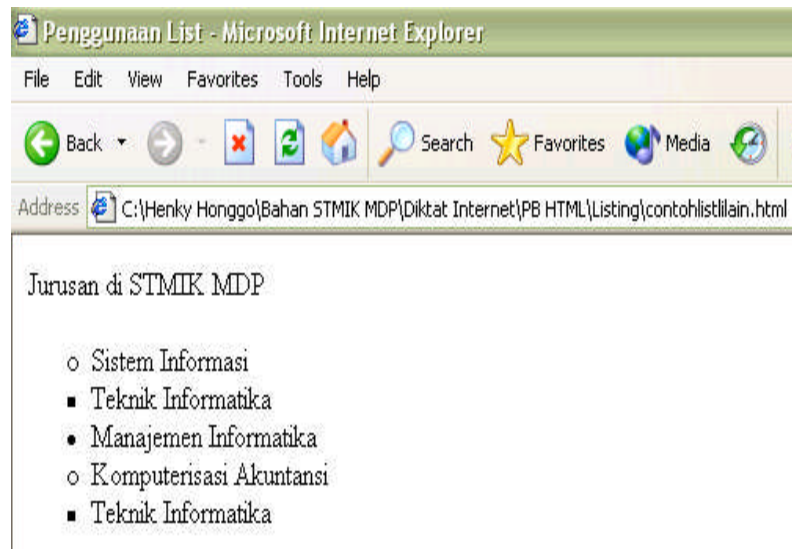 Penggunaan List - Microsoft Internet Explorer
File Edit View Favorites Tools Help
Back Search Favorites Media
Address C:\Henky Honggo\Bahan STMIK MDP\Diktat Internet\PB HTML\Listing\contohlistlilain.html
Jurusan di STMIK MDP
Sistem Informasi
Teknik Informatika
Manajemen Informatika
Komputerisasi Akuntansi
Teknik Informatika